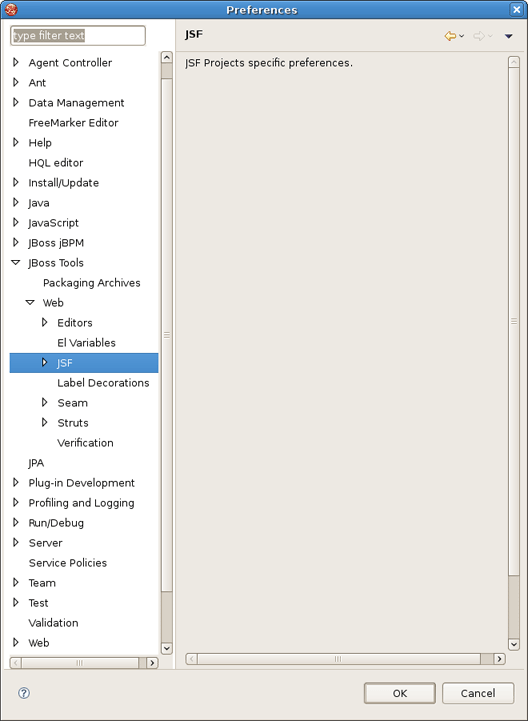 Preferences
type filter text
JSF
Agent Controller
Ant
Data Management
FreeMarker Editor
Help
HQL editor
Install/Update
Java
JavaScript
JBoss jBPM
JBoss Tools
Packaging Archives
Web
Editors
El Variables
JSF
Label Decorations
Seam
Struts
Verification
JPA
Plug-in Development
Profiling and Logging
Run/Debug
Server
Service Policies
Team
Test
Validation
Web
JSF Projects specific preferences.
?
OK
Cancel